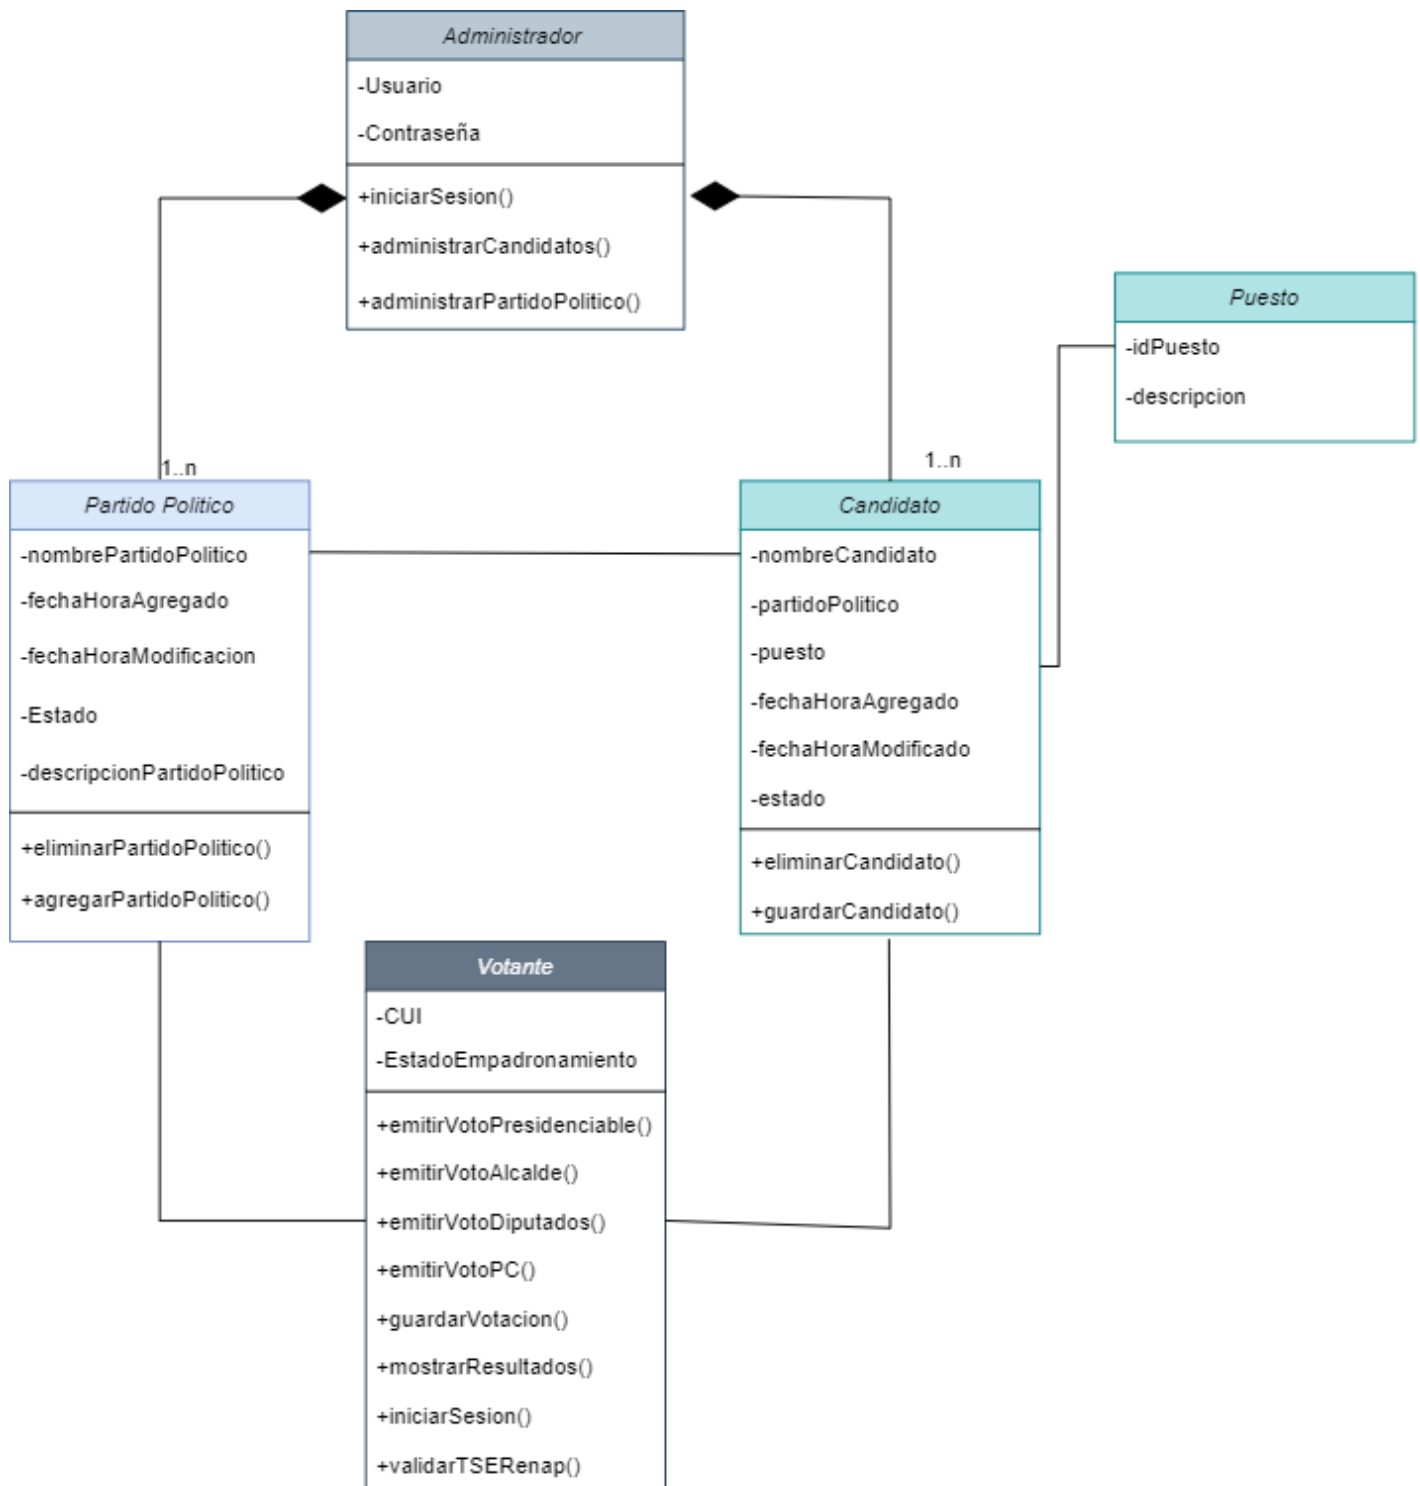 Administrador
-Usuario
-Contraseña
+iniciarSesion()
+administrarCandidatos()
+administrarPartidoPolitico()
Puesto
-idPuesto
-descripcion
1..n
Partido Politico
-nombrePartidoPolitico
-fechaHoraAgregado
-fechaHoraModificacion
-Estado
-descripcionPartidoPolitico
+eliminarPartidoPolitico()
+agregarPartidoPolitico()
1..n
Candidato
-nombreCandidato
-partidoPolitico
-puesto
-fechaHoraAgregado
-fechaHoraModificado
-estado
+eliminarCandidato()
+guardarCandidato()
Votante
-CUI
-EstadoEmpadronamiento
+emitirVotoPresidenciable()
+emitirVotoAlcalde()
+emitirVotoDiputados()
+emitirVotoPC()
+guardarVotacion()
+mostrarResultados()
+iniciarSesion()
+validarTSERenap()